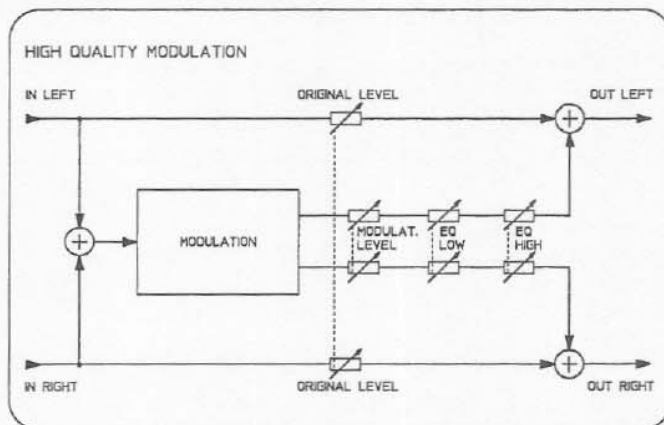 HIGH QUALITY MODULATION
IN LEFT
ORIGINAL LEVEL
OUT LEFT
MODULATION
MODULAT.
LEVEL
EQ
LOW
EQ
HIGH
IN RIGHT
ORIGINAL LEVEL
OUT RIGHT